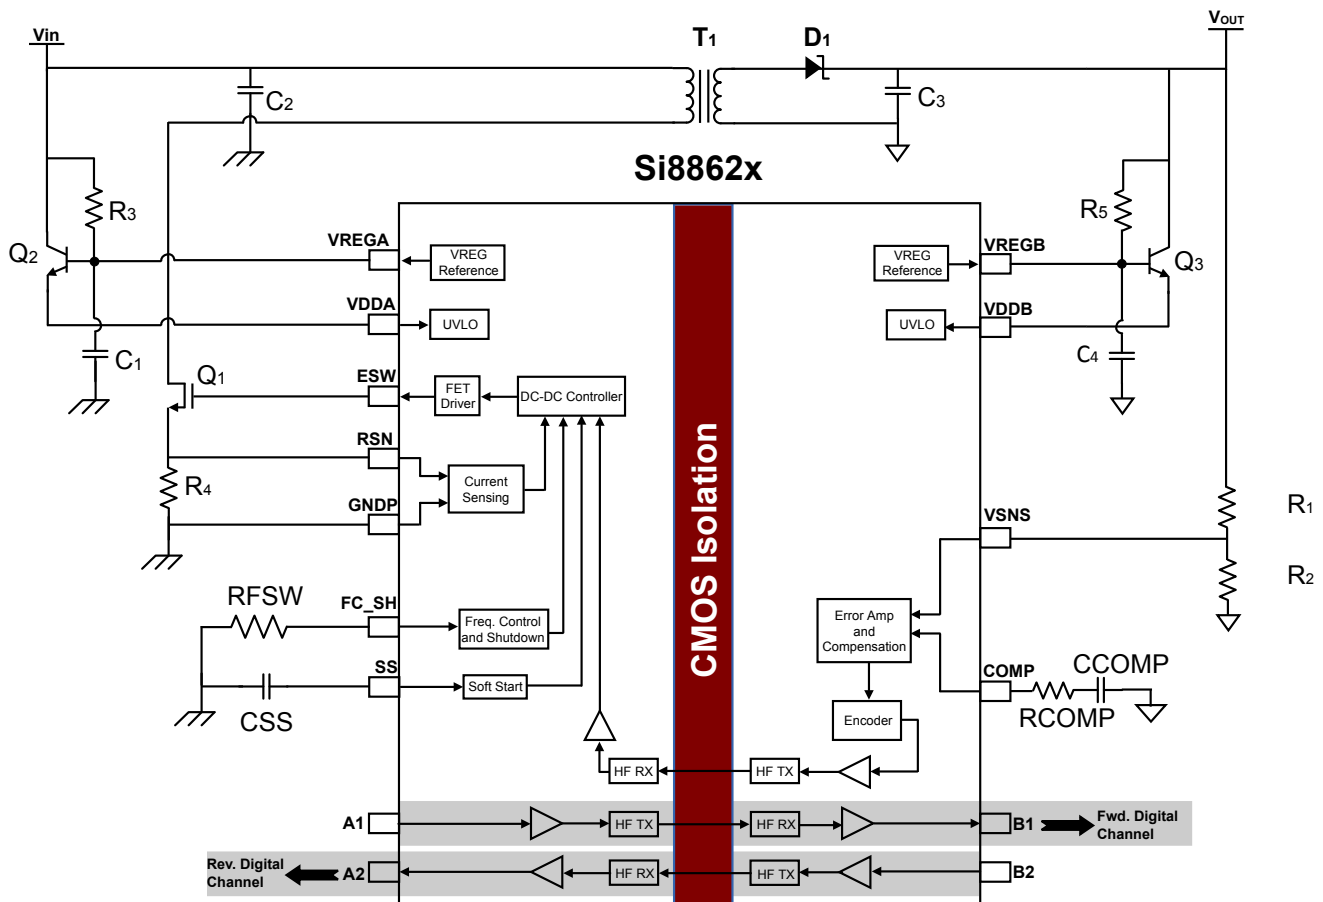 Vin
T1
D1
VOUT
C2
C3
Si8862x
R3
R5
Q2
VREGA
VREG
Reference
VREG
Reference
VREGB
Q3
VDDA
UVLO
UVLO
VDDB
C1
C4
Q1
ESW
FET
Driver
DC-DC Controller
RSN
R4
Current
Sensing
GNDP
CMOS Isolation
VSNS
R1
R2
RFSW
FC_SH
Freq. Control
and Shutdown
Error Amp
and
Compensation
SS
Soft Start
CSS
COMP
CCOMP
RCOMP
Encoder
HF RX
HF TX
A1
HF TX
HF RX
B1
Fwd. Digital
Channel
Rev. Digital
Channel
A2
HF RX
HF TX
B2